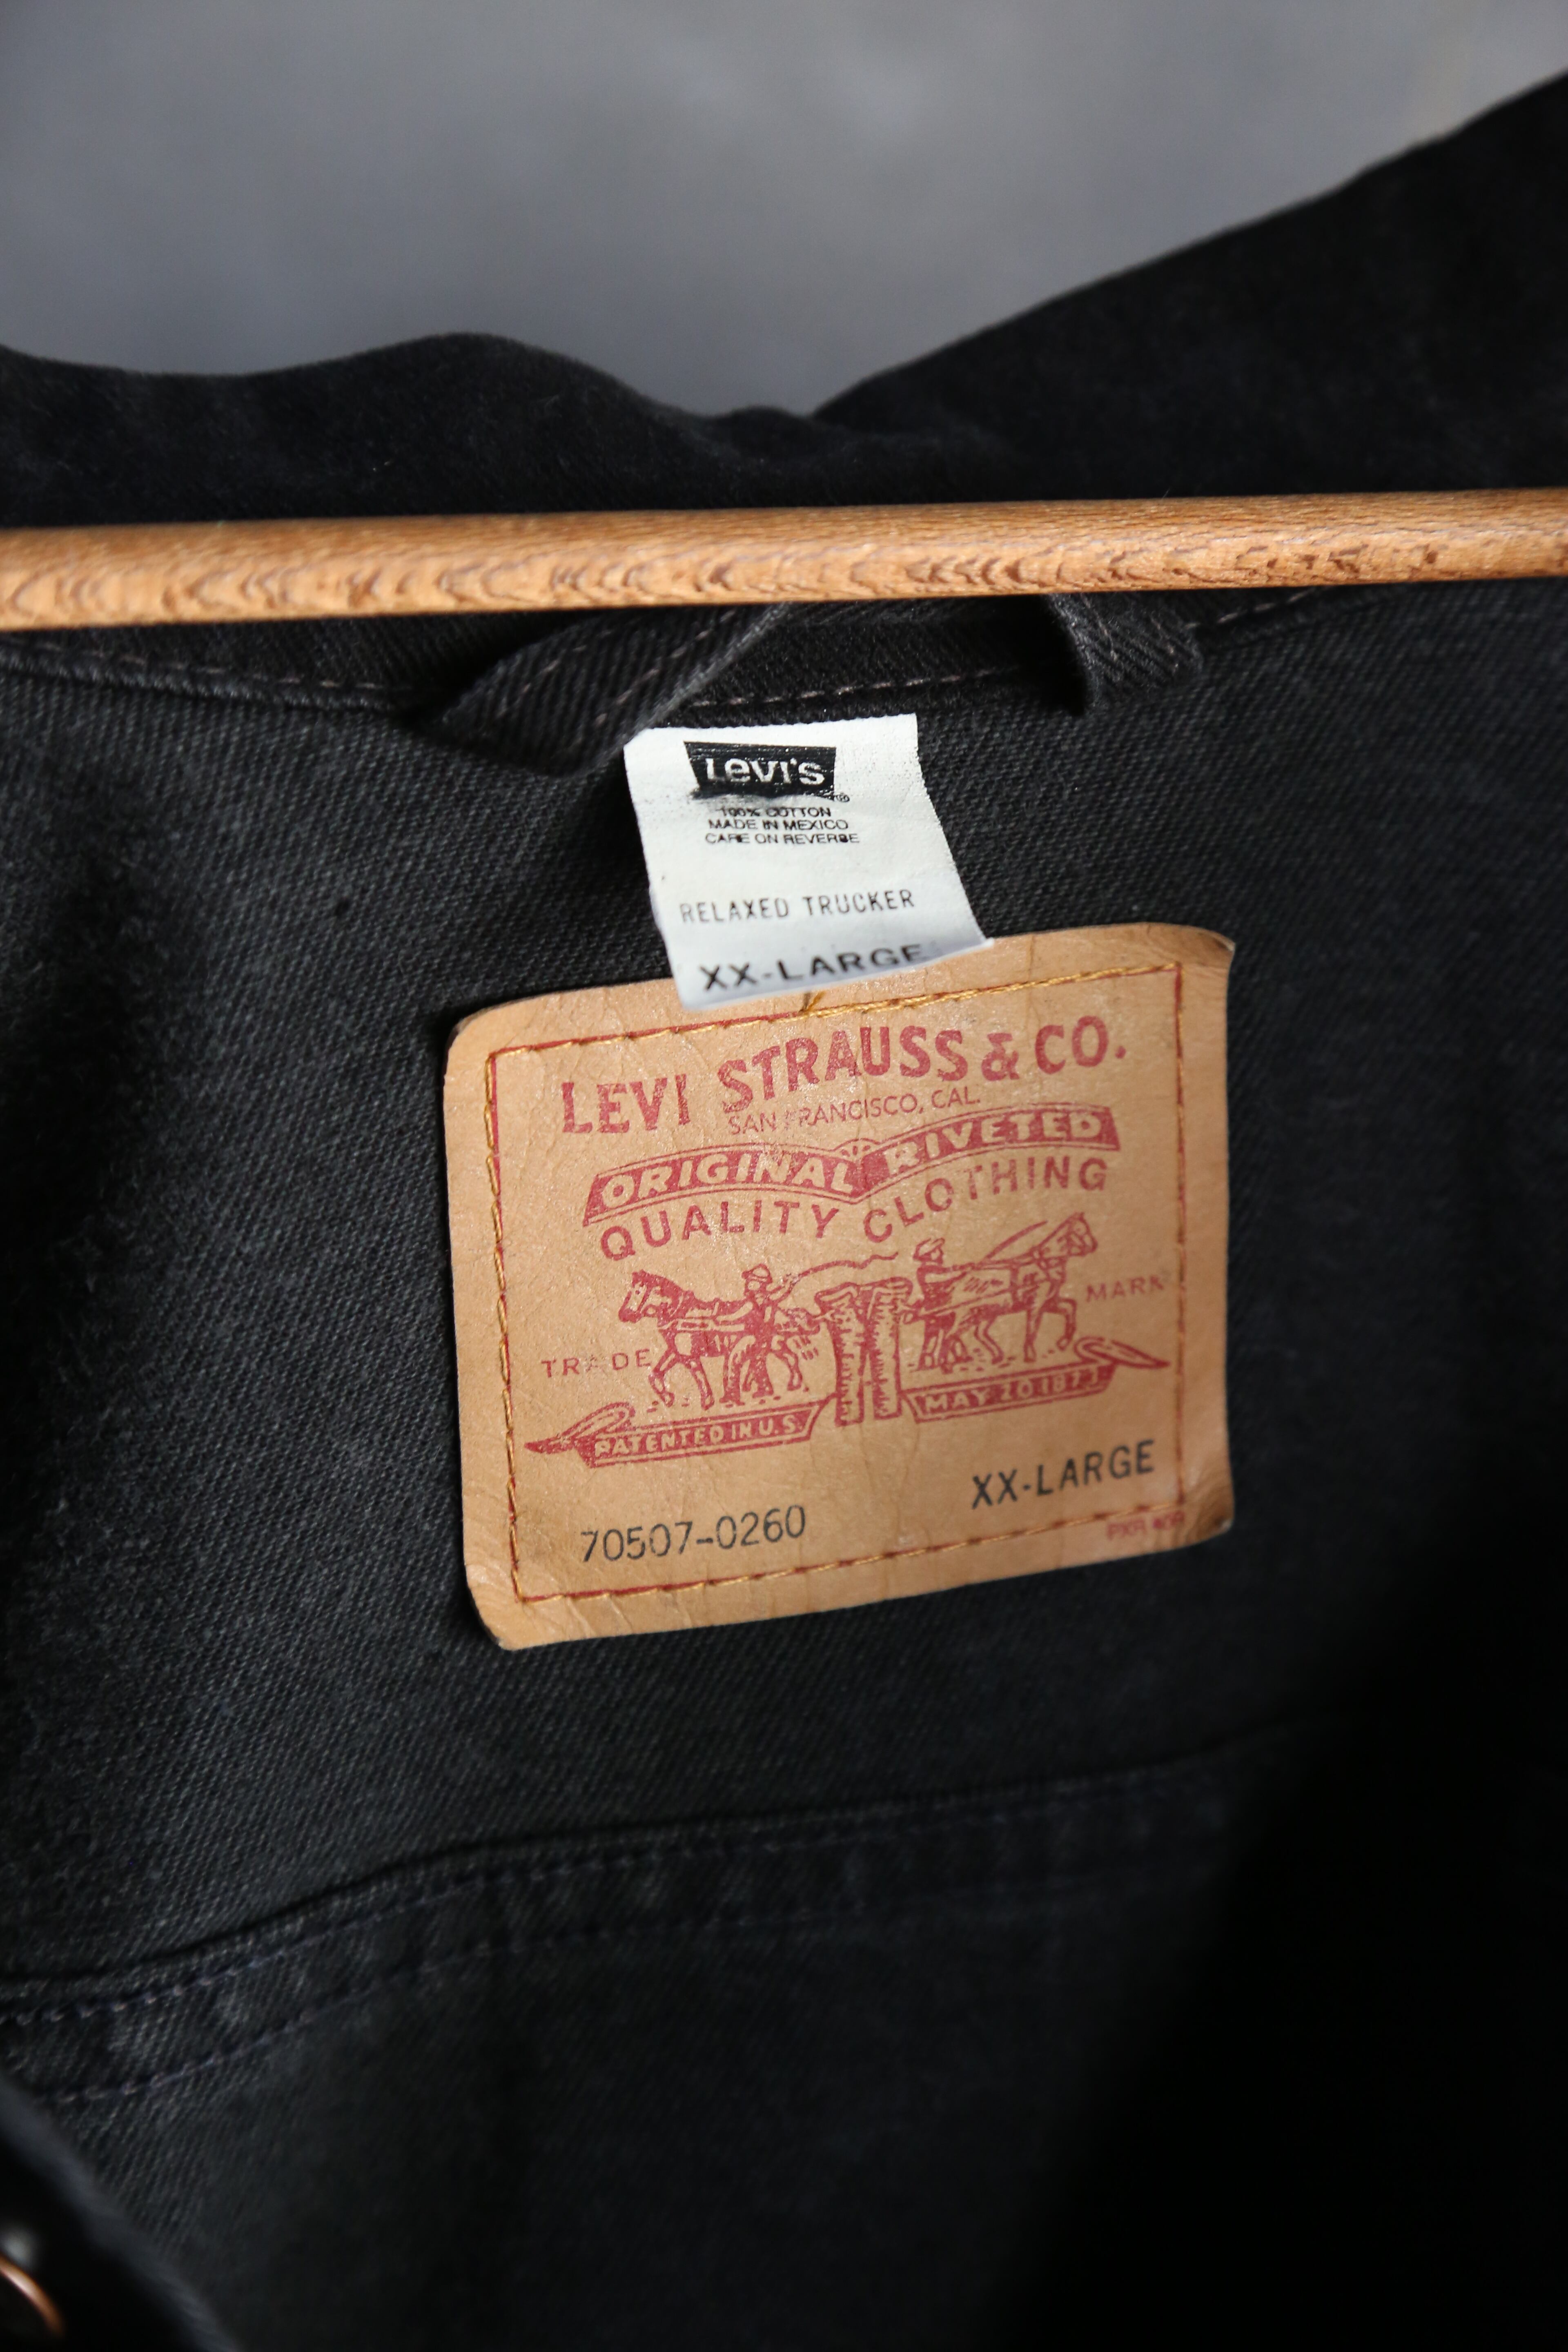 LEVI'S
100% COTTON
MADE IN MEXICO
CARE ON REVERSE
RELAXED TRUCKER
XX-LARGE
LEVI STRAUSS & CO.
SAN FRANCISCO, CAL.
ORIGINAL RIVETED
QUALITY CLOTHING
TRADE MARK
PATENTED IN U.S. MAY 20 1873
70507-0260 XX-LARGE